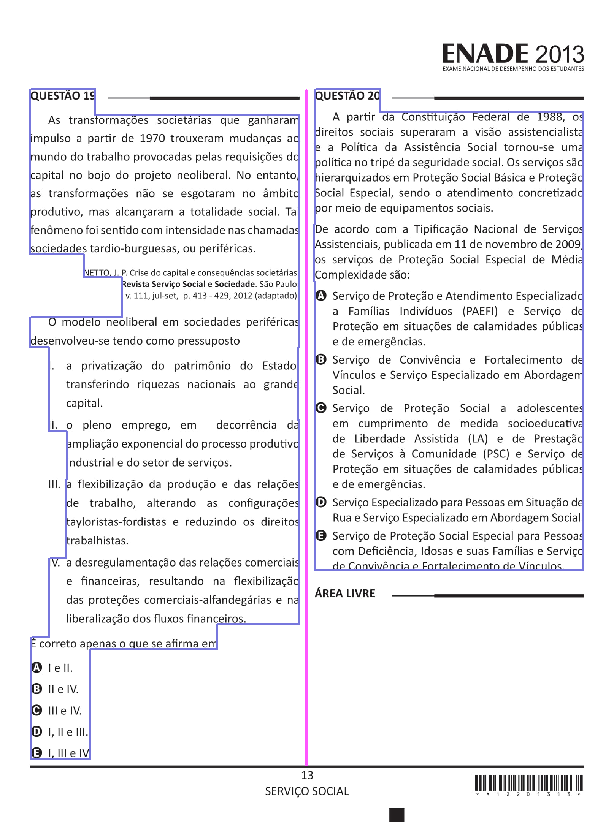 ENADE 2013
EXAME NACIONAL DE DESEMPENHO DOS ESTUDANTES
QUESTÃO 19
As transformações societárias que ganharam
impulso a partir de 1970 trouxeram mudanças ao
mundo do trabalho provocadas pelas requisições do
capital no bojo do projeto neoliberal. No entanto,
as transformações não se esgotaram no âmbito
produtivo, mas alcançaram a totalidade social. Tal
fenômeno foi sentido com intensidade nas chamadas
sociedades tardio-burguesas, ou periféricas.
NETTO, J. P. Crise do capital e consequências societárias.
Revista Serviço Social e Sociedade. São Paulo
v. 111, jul-set, p. 413 - 429, 2012 (adaptado)
O modelo neoliberal em sociedades periféricas
desenvolveu-se tendo como pressuposto
I. a privatização do patrimônio do Estado
transferindo riquezas nacionais ao grande
capital.
II. o pleno emprego, em decorrência da
ampliação exponencial do processo produtivo
industrial e do setor de serviços.
III. a flexibilização da produção e das relações
de trabalho, alterando as configurações
tayloristas-fordistas e reduzindo os direitos
trabalhistas.
IV. a desregulamentação das relações comerciais
e financeiras, resultando na flexibilização
das proteções comerciais-alfandegárias e na
liberalização dos fluxos financeiros.
É correto apenas o que se afirma em
A I e II.
B II e IV.
C III e IV.
D I, II e III.
E I, III e IV
QUESTÃO 20
A partir da Constituição Federal de 1988, os
direitos sociais superaram a visão assistencialista
e a Política da Assistência Social tornou-se uma
política no tripé da seguridade social. Os serviços são
hierarquizados em Proteção Social Básica e Proteção
Social Especial, sendo o atendimento concretizado
por meio de equipamentos sociais.
De acordo com a Tipificação Nacional de Serviços
Assistenciais, publicada em 11 de novembro de 2009,
os serviços de Proteção Social Especial de Média
Complexidade são:
A Serviço de Proteção e Atendimento Especializado
a Famílias Indivíduos (PAEFI) e Serviço de
Proteção em situações de calamidades públicas
e de emergências.
B Serviço de Convivência e Fortalecimento de
Vínculos e Serviço Especializado em Abordagem
Social.
C Serviço de Proteção Social a adolescentes
em cumprimento de medida socioeducativa
de Liberdade Assistida (LA) e de Prestação
de Serviços à Comunidade (PSC) e Serviço de
Proteção em situações de calamidades públicas
e de emergências.
D Serviço Especializado para Pessoas em Situação de
Rua e Serviço Especializado em Abordagem Social
E Serviço de Proteção Social Especial para Pessoas
com Deficiência, Idosas e suas Famílias e Serviço
de Convivência e Fortalecimento de Vínculos.
ÁREA LIVRE
13
SERVIÇO SOCIAL